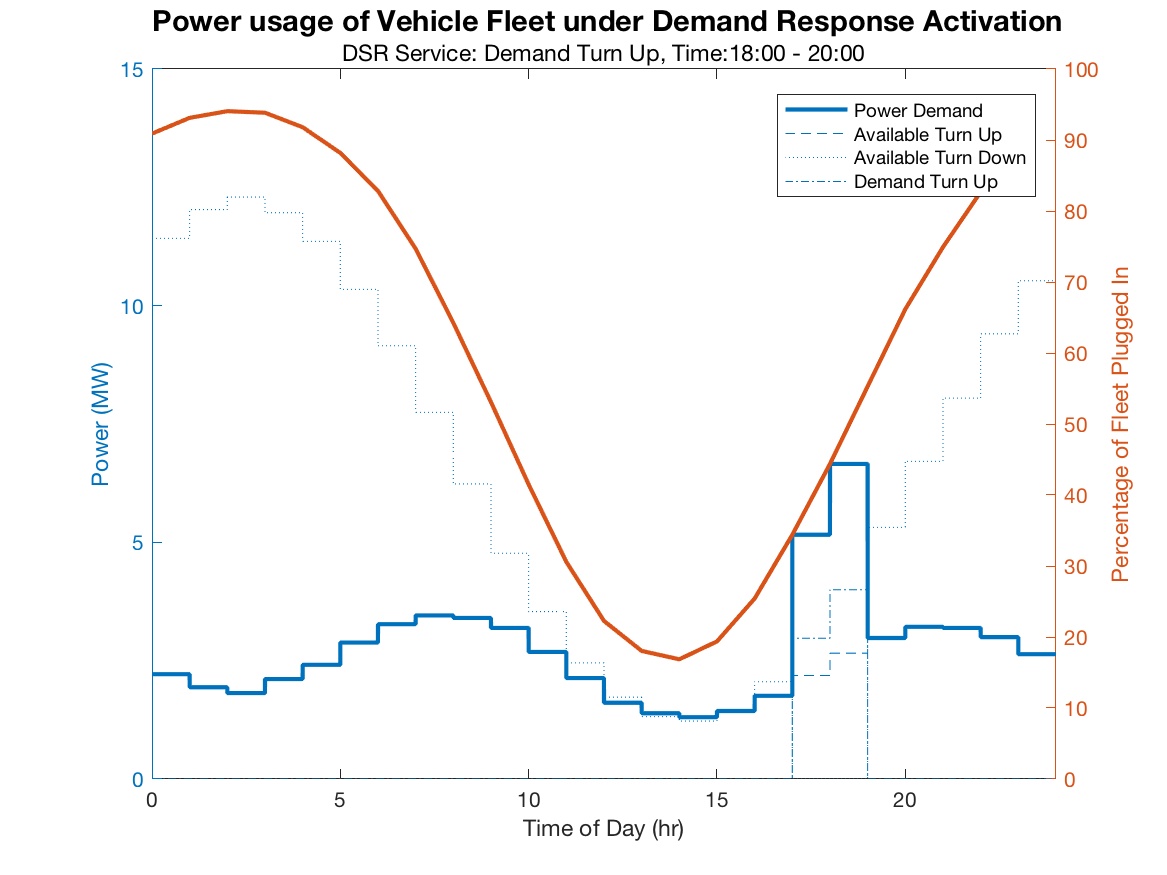 Power usage of Vehicle Fleet under Demand Response Activation
DSR Service: Demand Turn Up, Time:18:00 - 20:00
Power Demand
Available Turn Up
Available Turn Down
Demand Turn Up
15
10
5
0
Power (MW)
100
90
80
70
60
50
40
30
20
10
0
Percentage of Fleet Plugged In
0 5 10 15 20
Time of Day (hr)